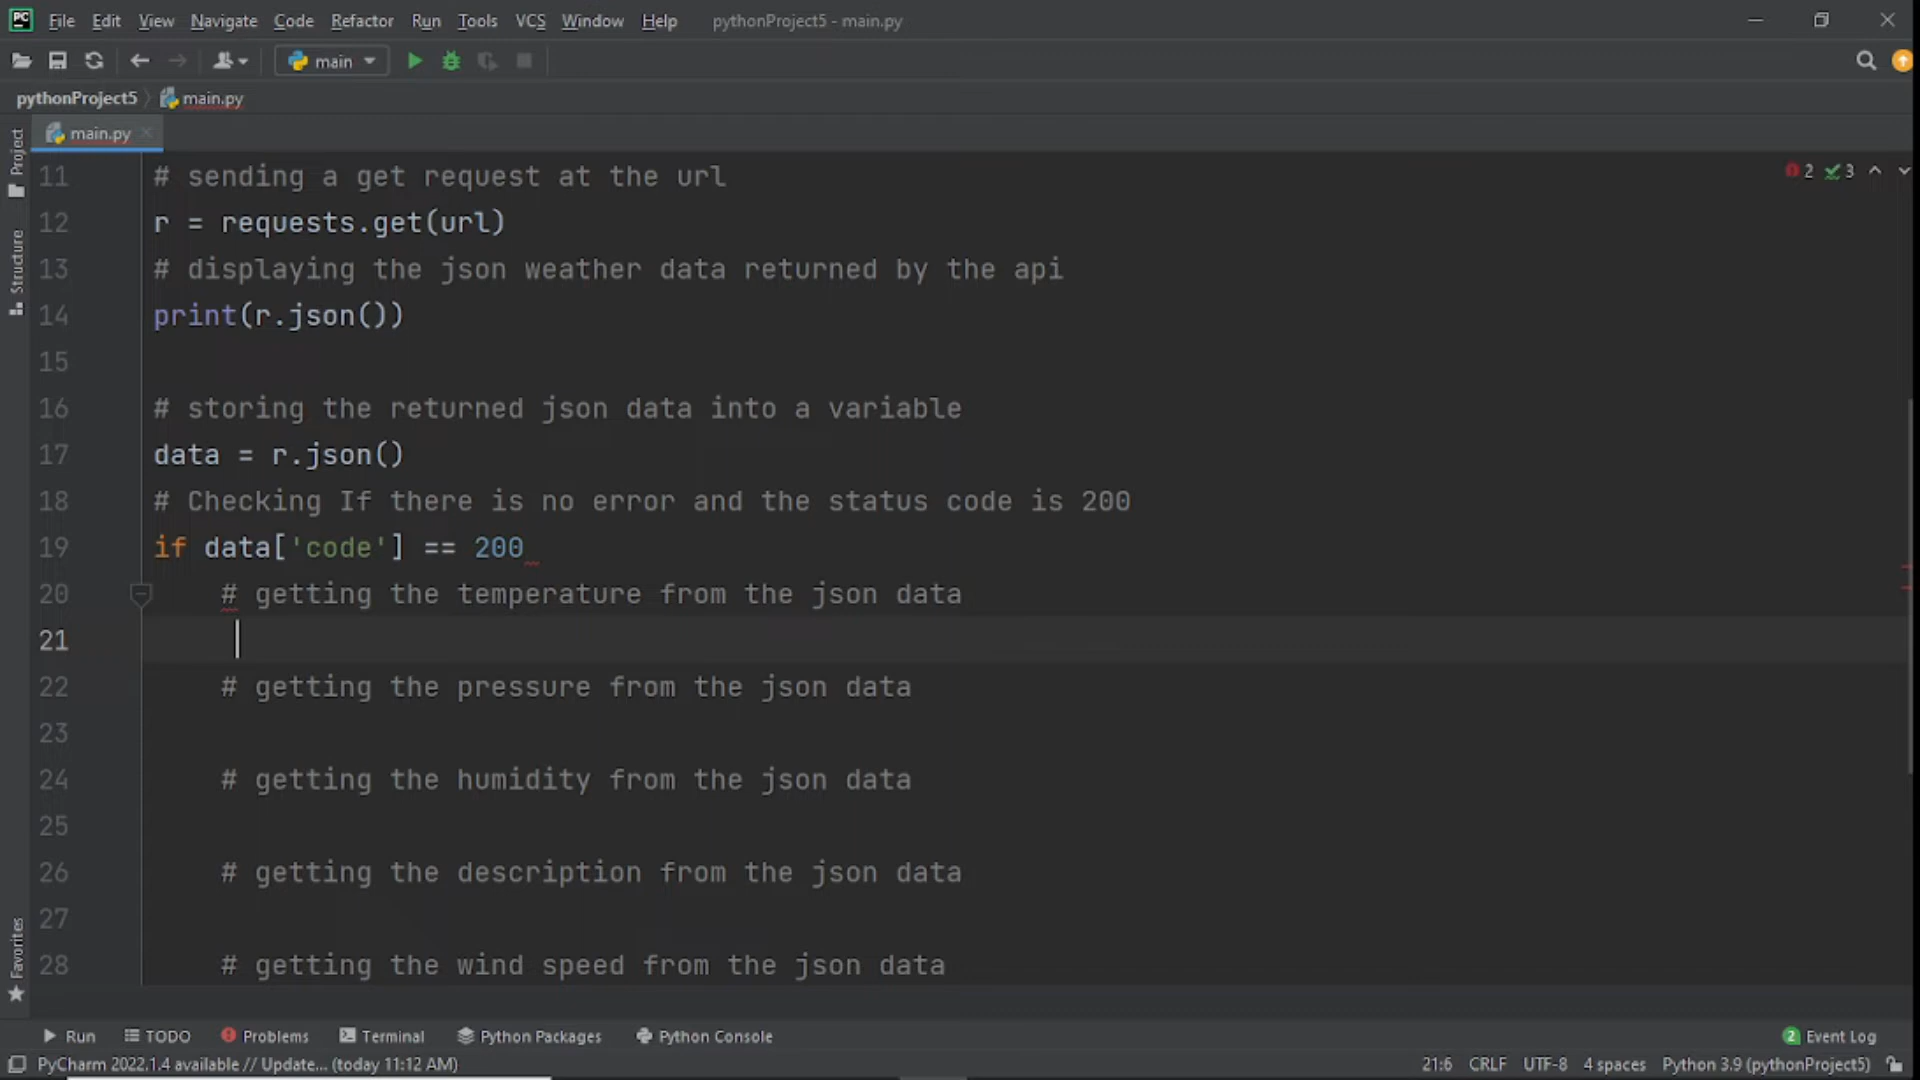 PC File Edit View Navigate Code Refactor Run Tools VCS Window Help pythonProject5 - main.py
main
pythonProject5 main.py
main.py
Project
Structure
Favorites
2 3
11 # sending a get request at the url
12 r = requests.get(url)
13 # displaying the json weather data returned by the api
14 print(r.json())
15
16 # storing the returned json data into a variable
17 data = r.json()
18 # Checking If there is no error and the status code is 200
19 if data['code'] == 200
20 # getting the temperature from the json data
21
22 # getting the pressure from the json data
23
24 # getting the humidity from the json data
25
26 # getting the description from the json data
27
28 # getting the wind speed from the json data
Run TODO Problems Terminal Python Packages Python Console 2 Event Log
PyCharm 2022.1.4 available // Update... (today 11:12 AM) 21:6 CRLF UTF-8 4 spaces Python 3.9 (pythonProject5)